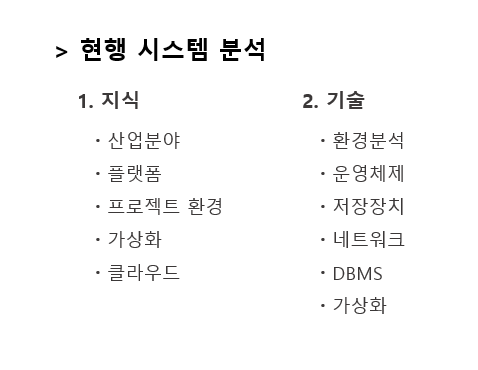 > 현행 시스템 분석
1. 지식
· 산업분야
· 플랫폼
· 프로젝트 환경
· 가상화
· 클라우드
2. 기술
· 환경분석
· 운영체제
· 저장장치
· 네트워크
· DBMS
· 가상화